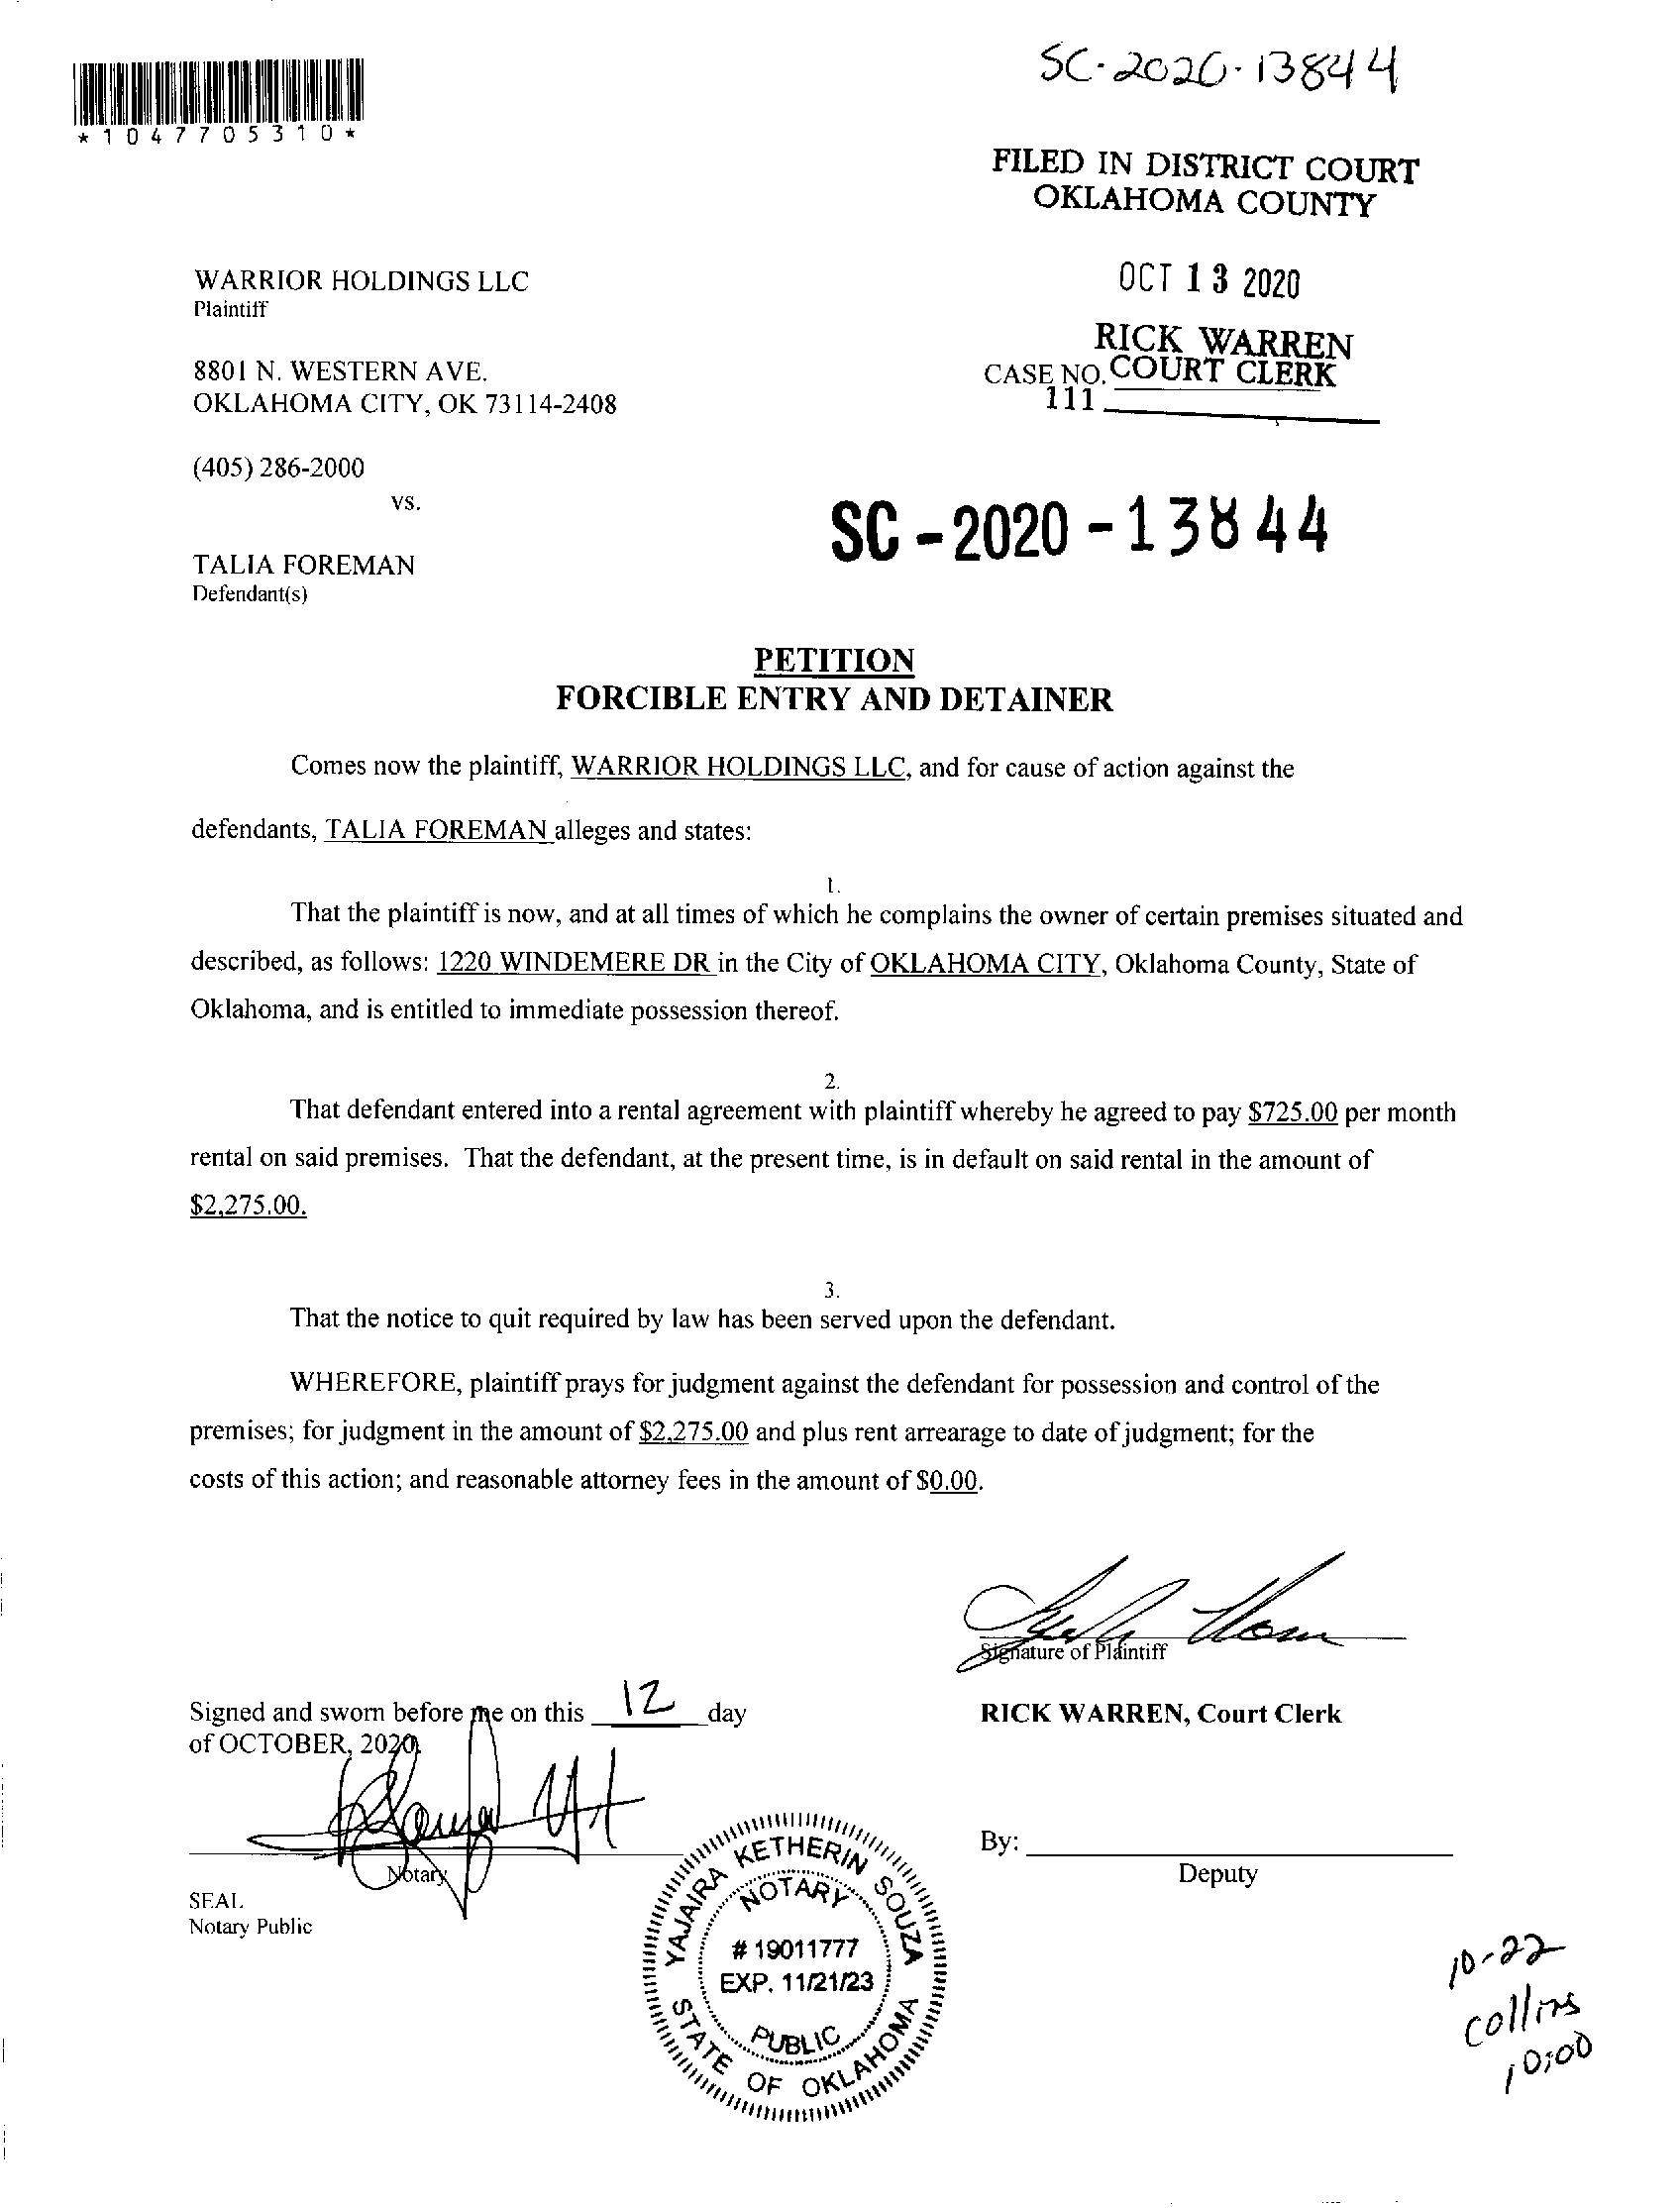 SC-2020-13844
*1047705310*
FILED IN DISTRICT COURT
OKLAHOMA COUNTY
OCT 13 2020
RICK WARREN
COURT CLERK
CASE NO.
111
WARRIOR HOLDINGS LLC
Plaintiff
8801 N. WESTERN AVE.
OKLAHOMA CITY, OK 73114-2408
(405) 286-2000
vs.
SC-2020-13844
TALIA FOREMAN
Defendant(s)
PETITION
FORCIBLE ENTRY AND DETAINER
Comes now the plaintiff, WARRIOR HOLDINGS LLC, and for cause of action against the
defendants, TALIA FOREMAN alleges and states:
1.
That the plaintiff is now, and at all times of which he complains the owner of certain premises situated and
described, as follows: 1220 WINDEMERE DR in the City of OKLAHOMA CITY, Oklahoma County, State of
Oklahoma, and is entitled to immediate possession thereof.
2.
That defendant entered into a rental agreement with plaintiff whereby he agreed to pay $725.00 per month
rental on said premises. That the defendant, at the present time, is in default on said rental in the amount of
$2,275.00.
3.
That the notice to quit required by law has been served upon the defendant.
WHEREFORE, plaintiff prays for judgment against the defendant for possession and control of the
premises; for judgment in the amount of $2,275.00 and plus rent arrearage to date of judgment; for the
costs of this action; and reasonable attorney fees in the amount of $0.00.
Signature of Plaintiff
Signed and sworn before me on this 12 day
of OCTOBER, 2020.
RICK WARREN, Court Clerk
Notary
SEAL
Notary Public
By:
Deputy
YAJAIRA KETHERIN SOUZA
NOTARY
# 19011777
EXP. 11/21/23
PUBLIC
STATE OF OKLAHOMA
10-22
collins
10:00